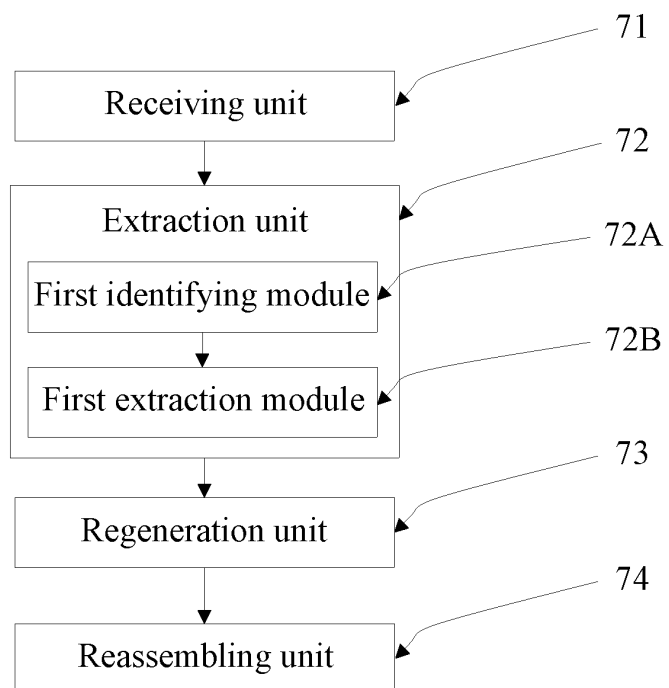 71
Receiving unit
72
Extraction unit
72A
First identifying module
72B
First extraction module
73
Regeneration unit
74
Reassembling unit